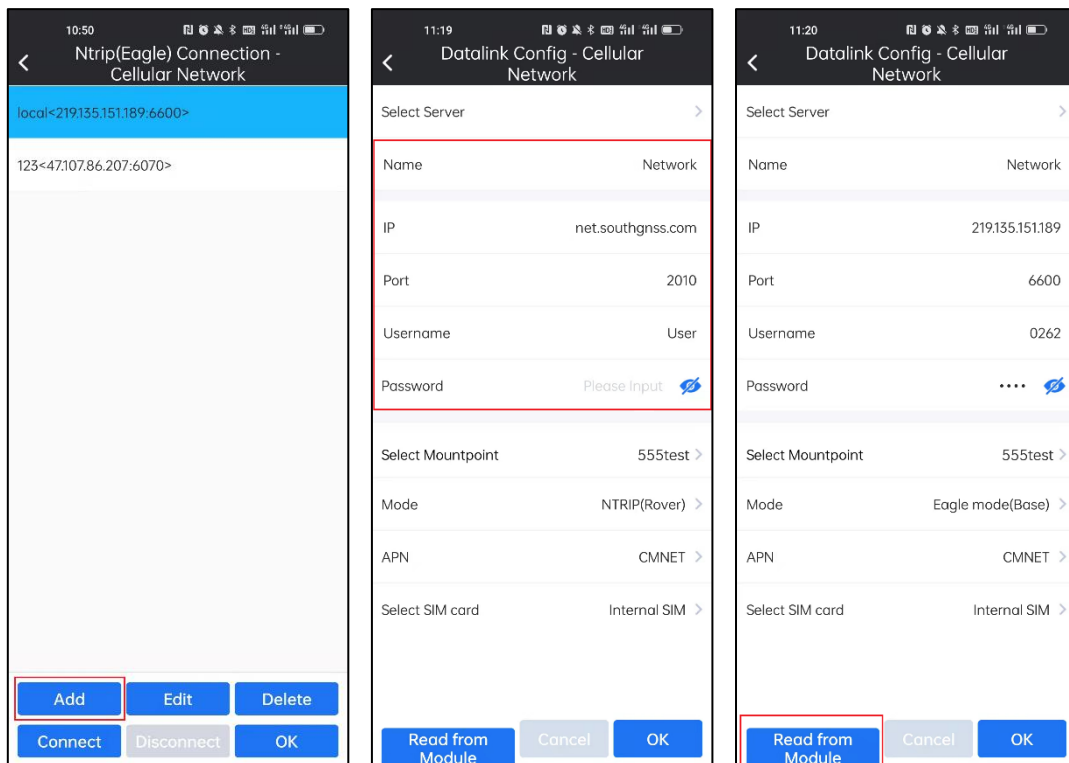 10:50
Ntrip(Eagle) Connection -
Cellular Network
local<219.135.151.189:6600>
123<47.107.86.207:6070>
Add Edit Delete
Connect Disconnect OK
11:19
Datalink Config - Cellular
Network
Select Server
Name Network
IP net.southgnss.com
Port 2010
Username User
Password Please Input
Select Mountpoint 555test
Mode NTRIP(Rover)
APN CMNET
Select SIM card Internal SIM
Read from
Module
Cancel OK
11:20
Datalink Config - Cellular
Network
Select Server
Name Network
IP 219.135.151.189
Port 6600
Username 0262
Password ····
Select Mountpoint 555test
Mode Eagle mode(Base)
APN CMNET
Select SIM card Internal SIM
Read from
Module
Cancel OK